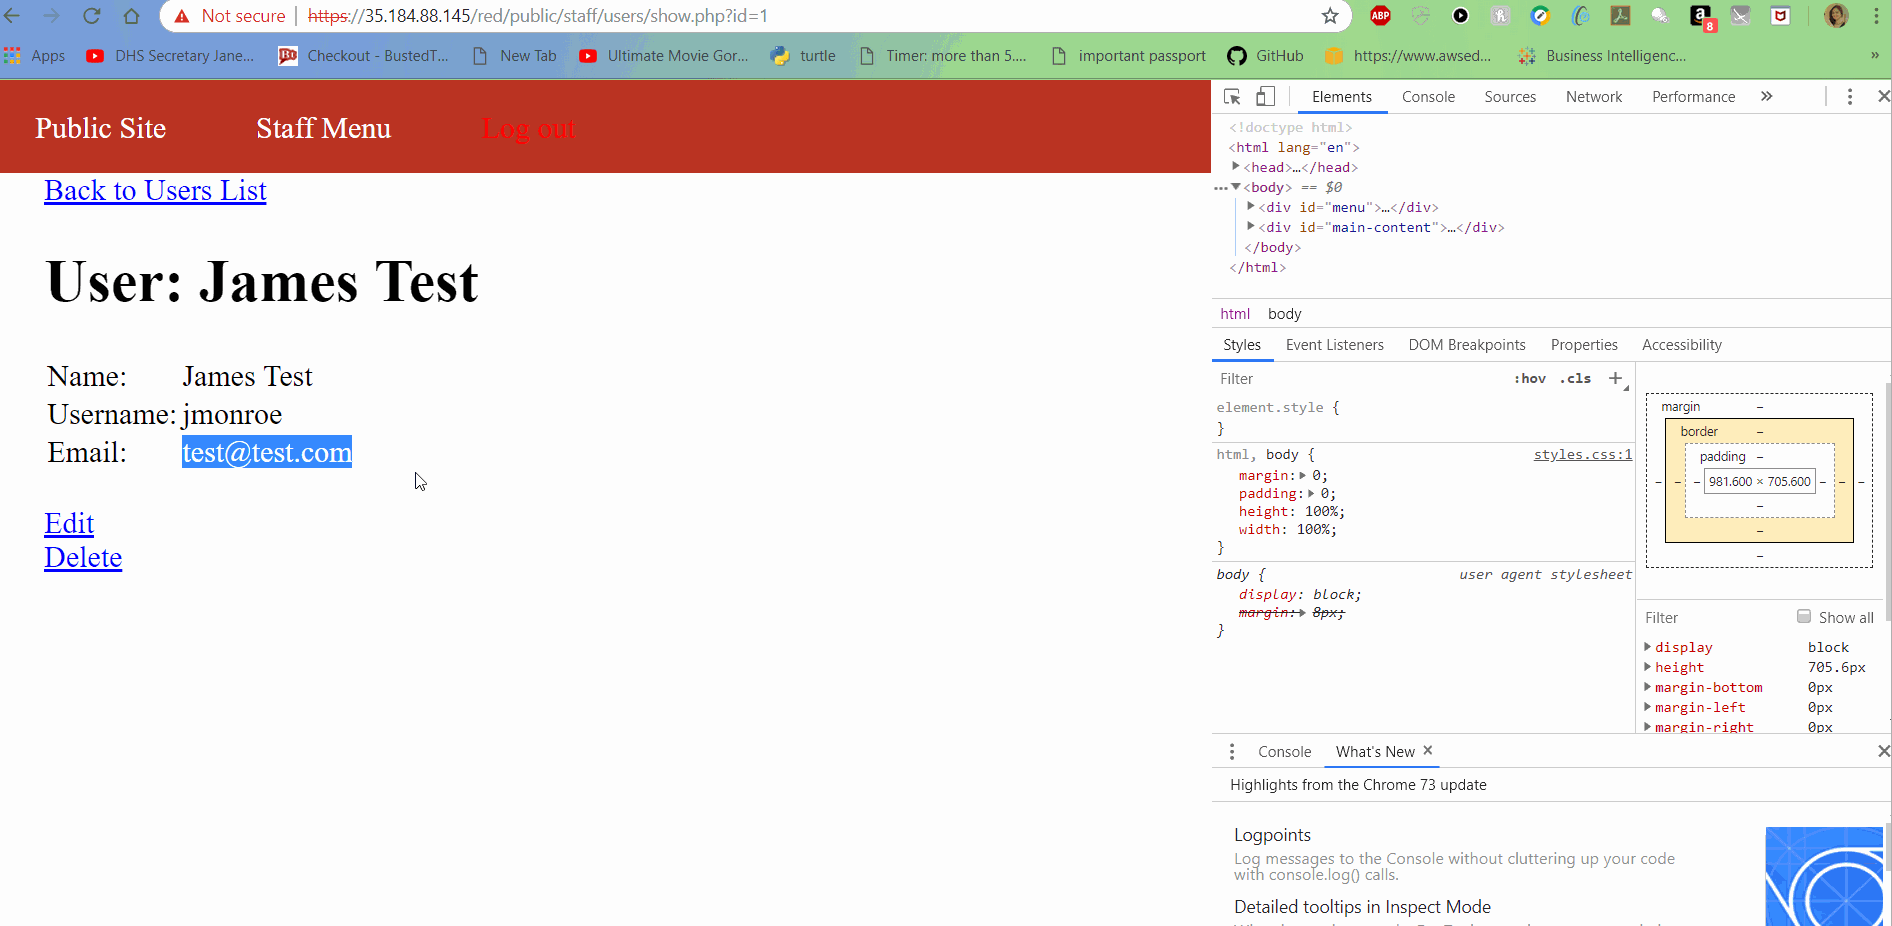 Not secure | https://35.184.88.145/red/public/staff/users/show.php?id=1
ABP
a
8
Apps
DHS Secretary Jane...
Checkout - BustedT...
New Tab
Ultimate Movie Gor...
turtle
Timer: more than 5....
important passport
GitHub
https://www.awsed...
Business Intelligenc...
»
Public Site
Staff Menu
Log out
Back to Users List
User: James Test
Name: James Test
Username: jmonroe
Email: test@test.com
Edit
Delete
Elements Console Sources Network Performance »
<!doctype html>
<html lang="en">
<head>…</head>
<body> == $0
<div id="menu">…</div>
<div id="main-content">…</div>
</body>
</html>
html body
Styles Event Listeners DOM Breakpoints Properties Accessibility
Filter :hov .cls +
element.style {
}
html, body { styles.css:1
margin: 0;
padding: 0;
height: 100%;
width: 100%;
}
body { user agent stylesheet
display: block;
margin: 8px;
}
margin –
border –
padding –
– – – 981.600 × 705.600 – – –
–
–
–
Filter Show all
display block
height 705.6px
margin-bottom 0px
margin-left 0px
margin-right 0px
Console What's New ×
Highlights from the Chrome 73 update
Logpoints
Log messages to the Console without cluttering up your code
with console.log() calls.
Detailed tooltips in Inspect Mode